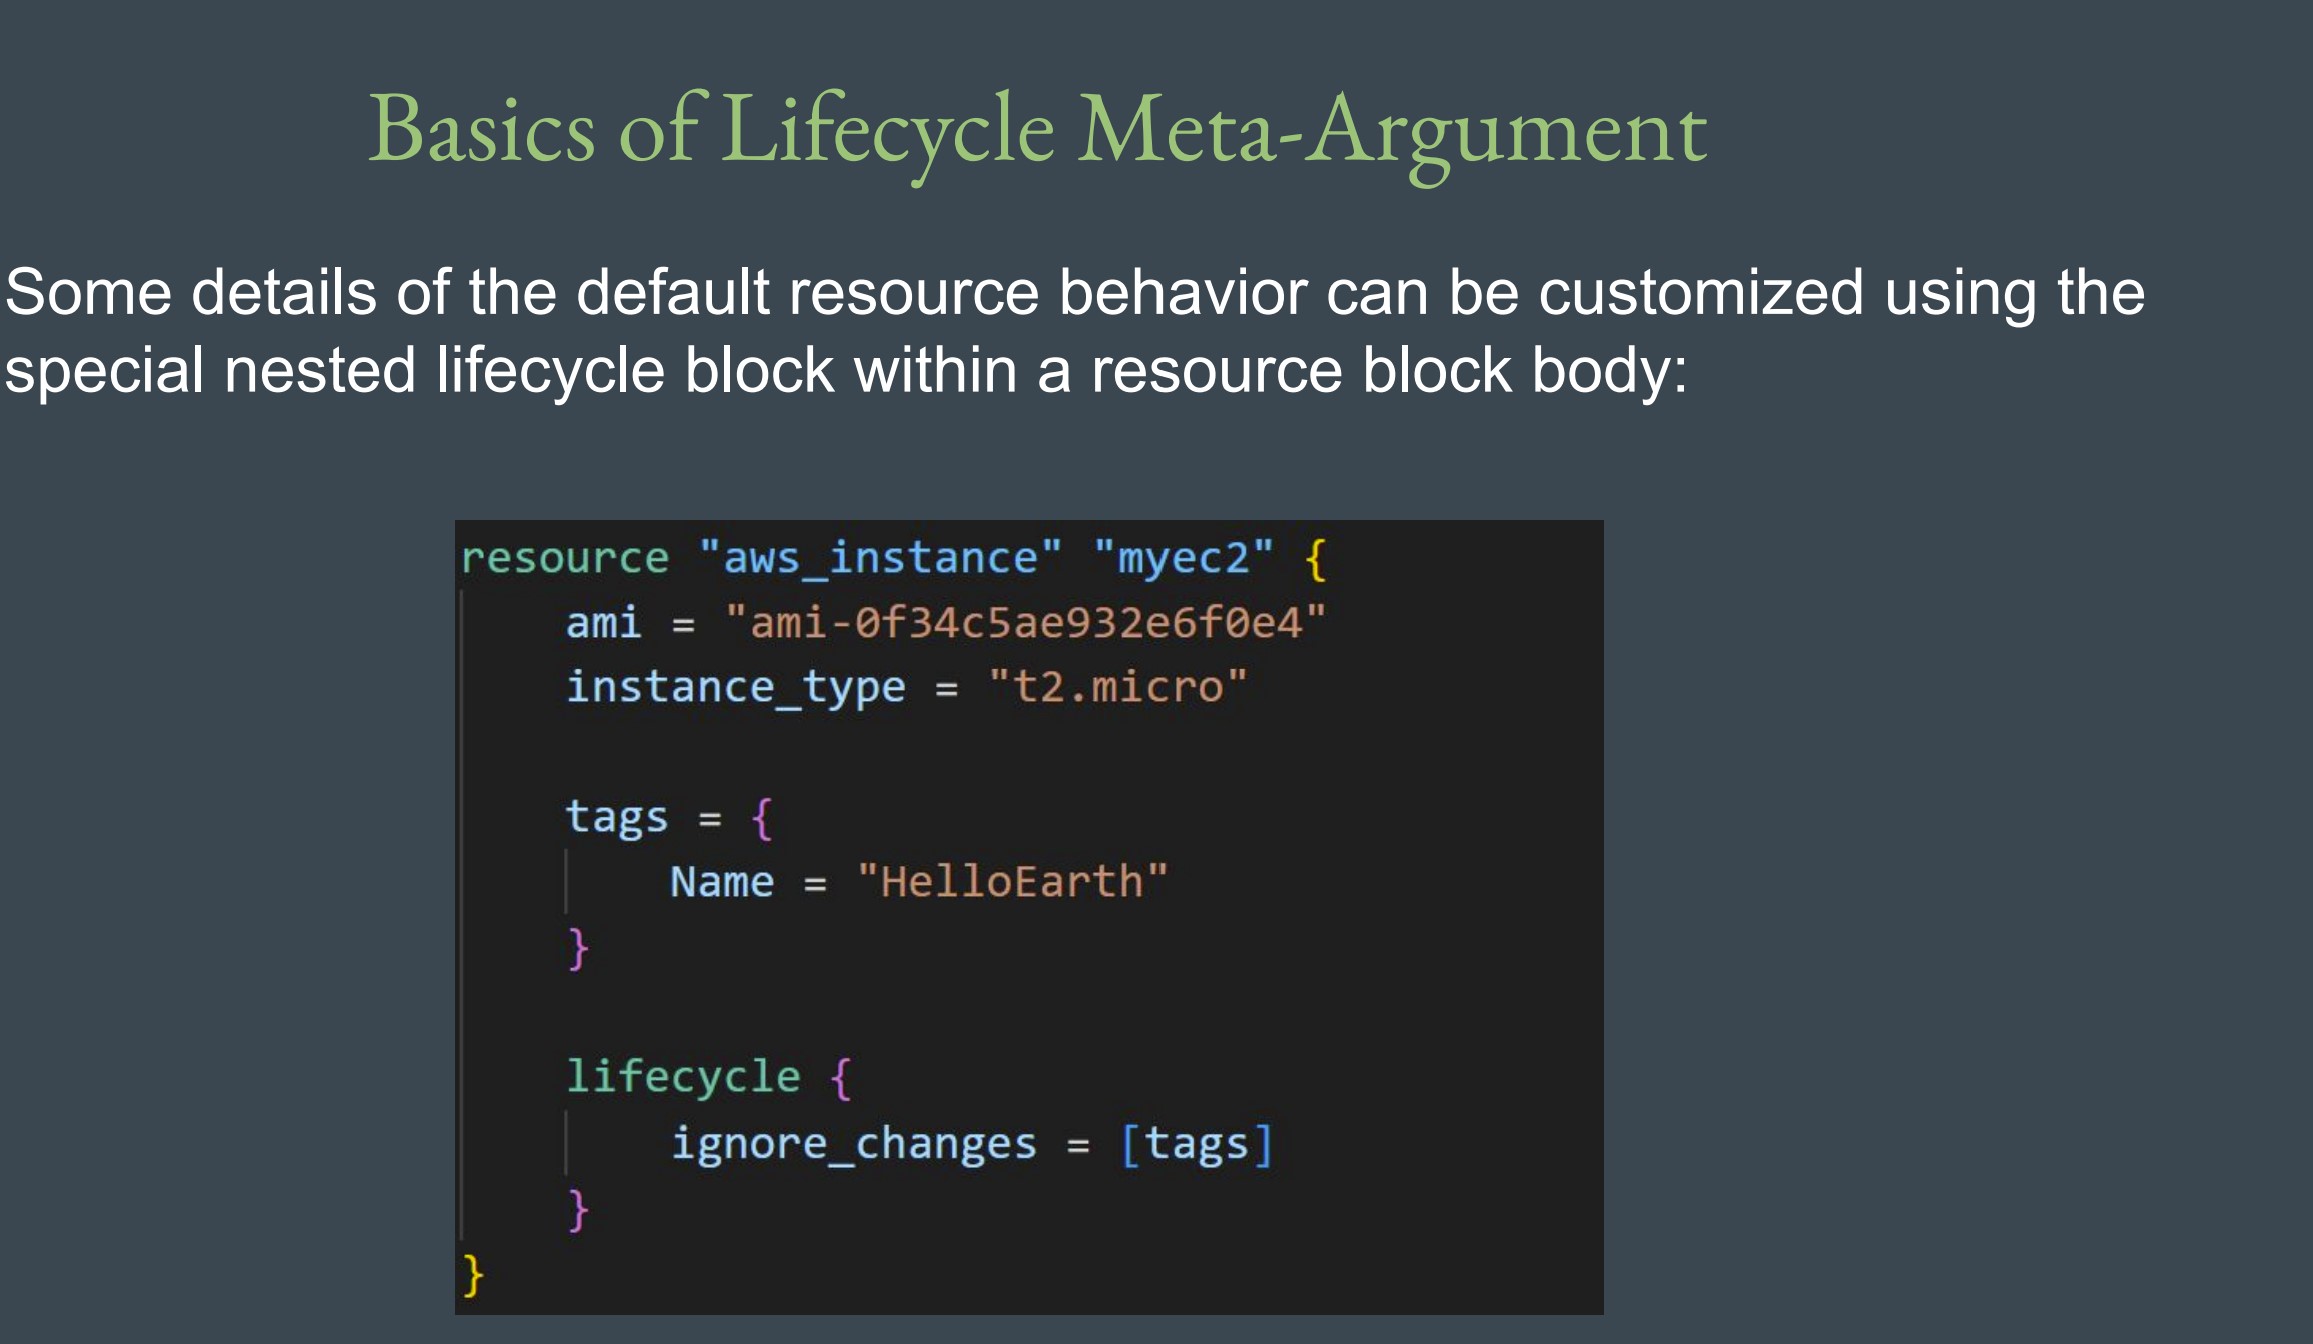 Basics of Lifecycle Meta-Argument
Some details of the default resource behavior can be customized using the
special nested lifecycle block within a resource block body:
resource "aws_instance" "myec2" {
    ami = "ami-0f34c5ae932e6f0e4"
    instance_type = "t2.micro"

    tags = {
        Name = "HelloEarth"
    }

    lifecycle {
        ignore_changes = [tags]
    }
}